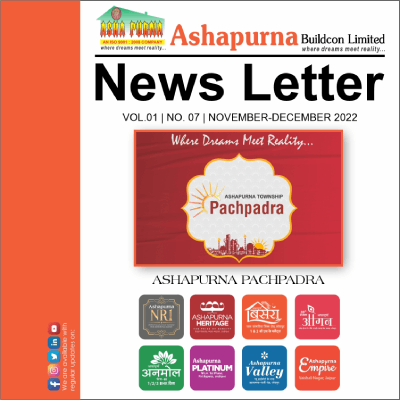 ASHA PURNA
AN ISO 9001 : 2008 COMPANY
where dreams meet reality...
Ashapurna Buildcon Limited
where dreams meet reality...
News Letter
VOL.01 | NO. 07 | NOVEMBER-DECEMBER 2022
Where Dreams Meet Reality...
ASHAPURNA TOWNSHIP
Pachpadra
ASHAPURNA PACHPADRA
Ashapurna
NRI
ASHAPURNA
HERITAGE
बिसेरा
आँगन
अनमोल
Ashapurna
PLATINUM
Ashapurna
Valley
Ashapurna
Empire
We are available with
regular updates on: